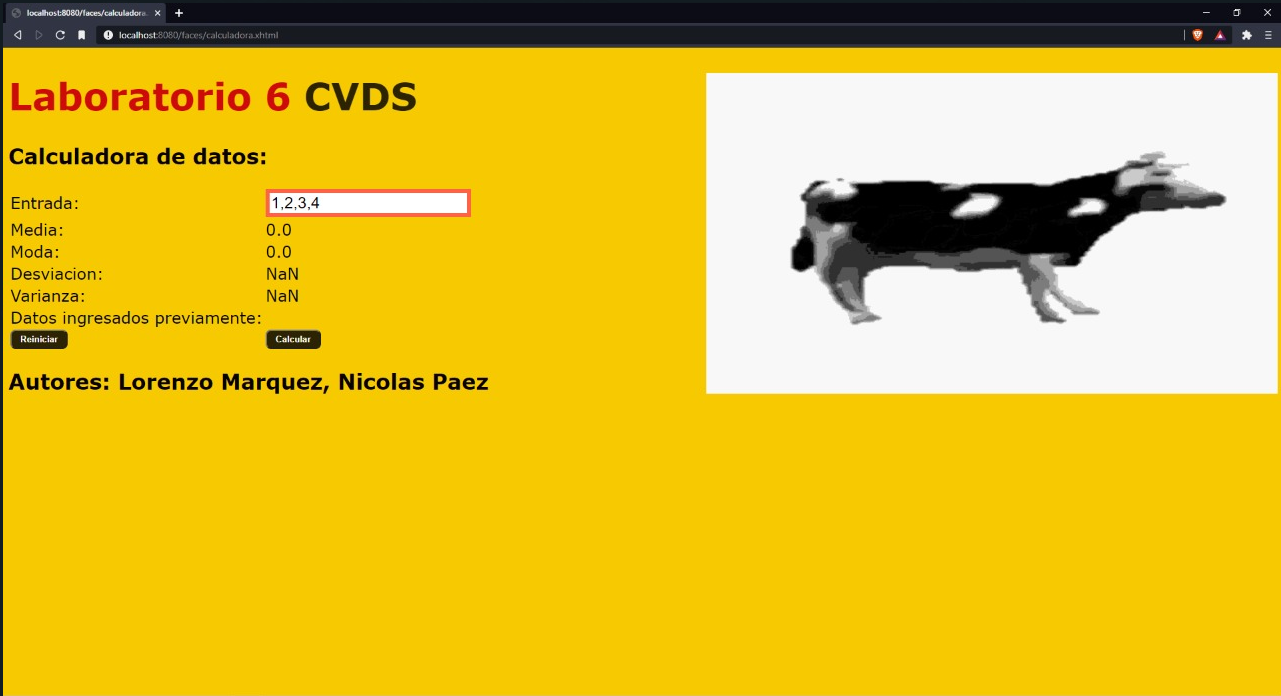 localhost:8080/faces/calculadora.
localhost:8080/faces/calculadora.xhtml
Laboratorio 6 CVDS
Calculadora de datos:
Entrada: 1,2,3,4
Media: 0.0
Moda: 0.0
Desviacion: NaN
Varianza: NaN
Datos ingresados previamente:
Reiniciar Calcular
Autores: Lorenzo Marquez, Nicolas Paez